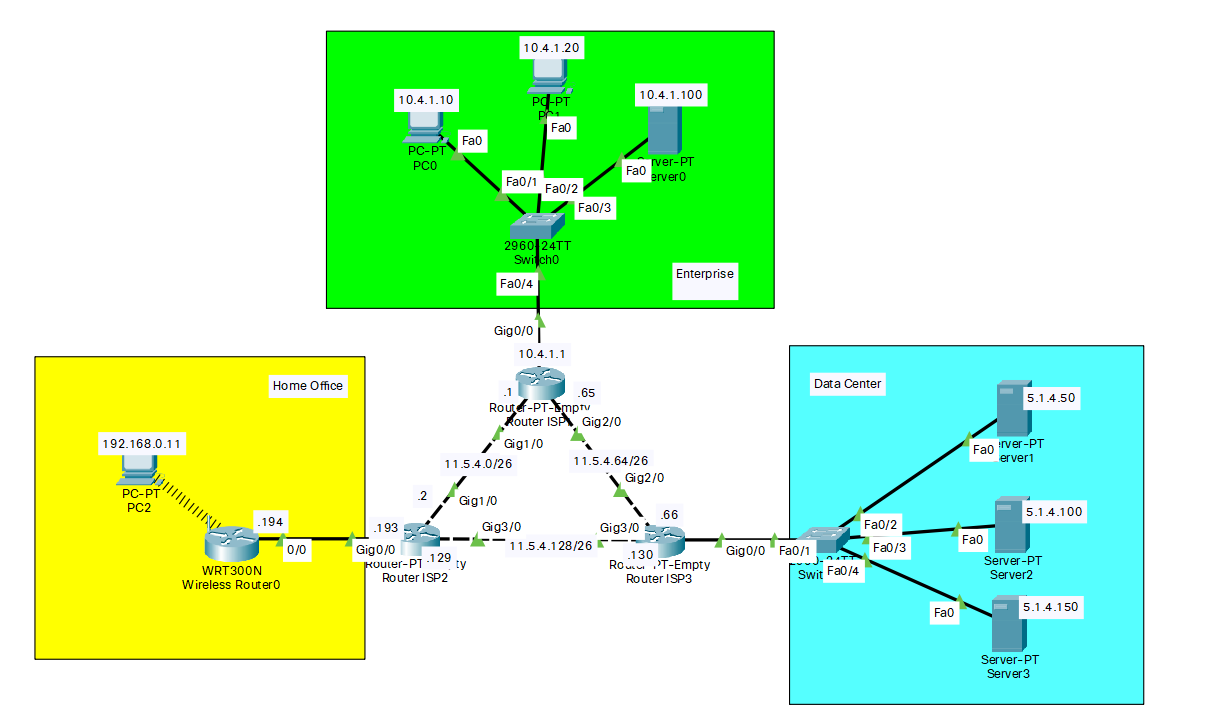 10.4.1.20
PC-PT
PC1
10.4.1.10
PC-PT
PC0
10.4.1.100
Server-PT
Server0
Fa0
Fa0
Fa0
Fa0/1
Fa0/2
Fa0/3
2960-24TT
Switch0
Fa0/4
Enterprise
Gig0/0
10.4.1.1
.1
.65
Router-PT-Empty
Router ISP1
Gig1/0
Gig2/0
11.5.4.0/26
11.5.4.64/26
Gig1/0
Gig2/0
.2
.66
Home Office
192.168.0.11
PC-PT
PC2
.194
0/0
WRT300N
Wireless Router0
.193
Gig0/0
.129
Router-PT-Empty
Router ISP2
Gig3/0
11.5.4.128/26
Gig3/0
.130
Router-PT-Empty
Router ISP3
Gig0/0
Data Center
5.1.4.50
Server-PT
Server1
Fa0
Fa0/1
Fa0/2
Fa0/3
Fa0/4
2960-24TT
5.1.4.100
Fa0
Server-PT
Server2
5.1.4.150
Fa0
Server-PT
Server3